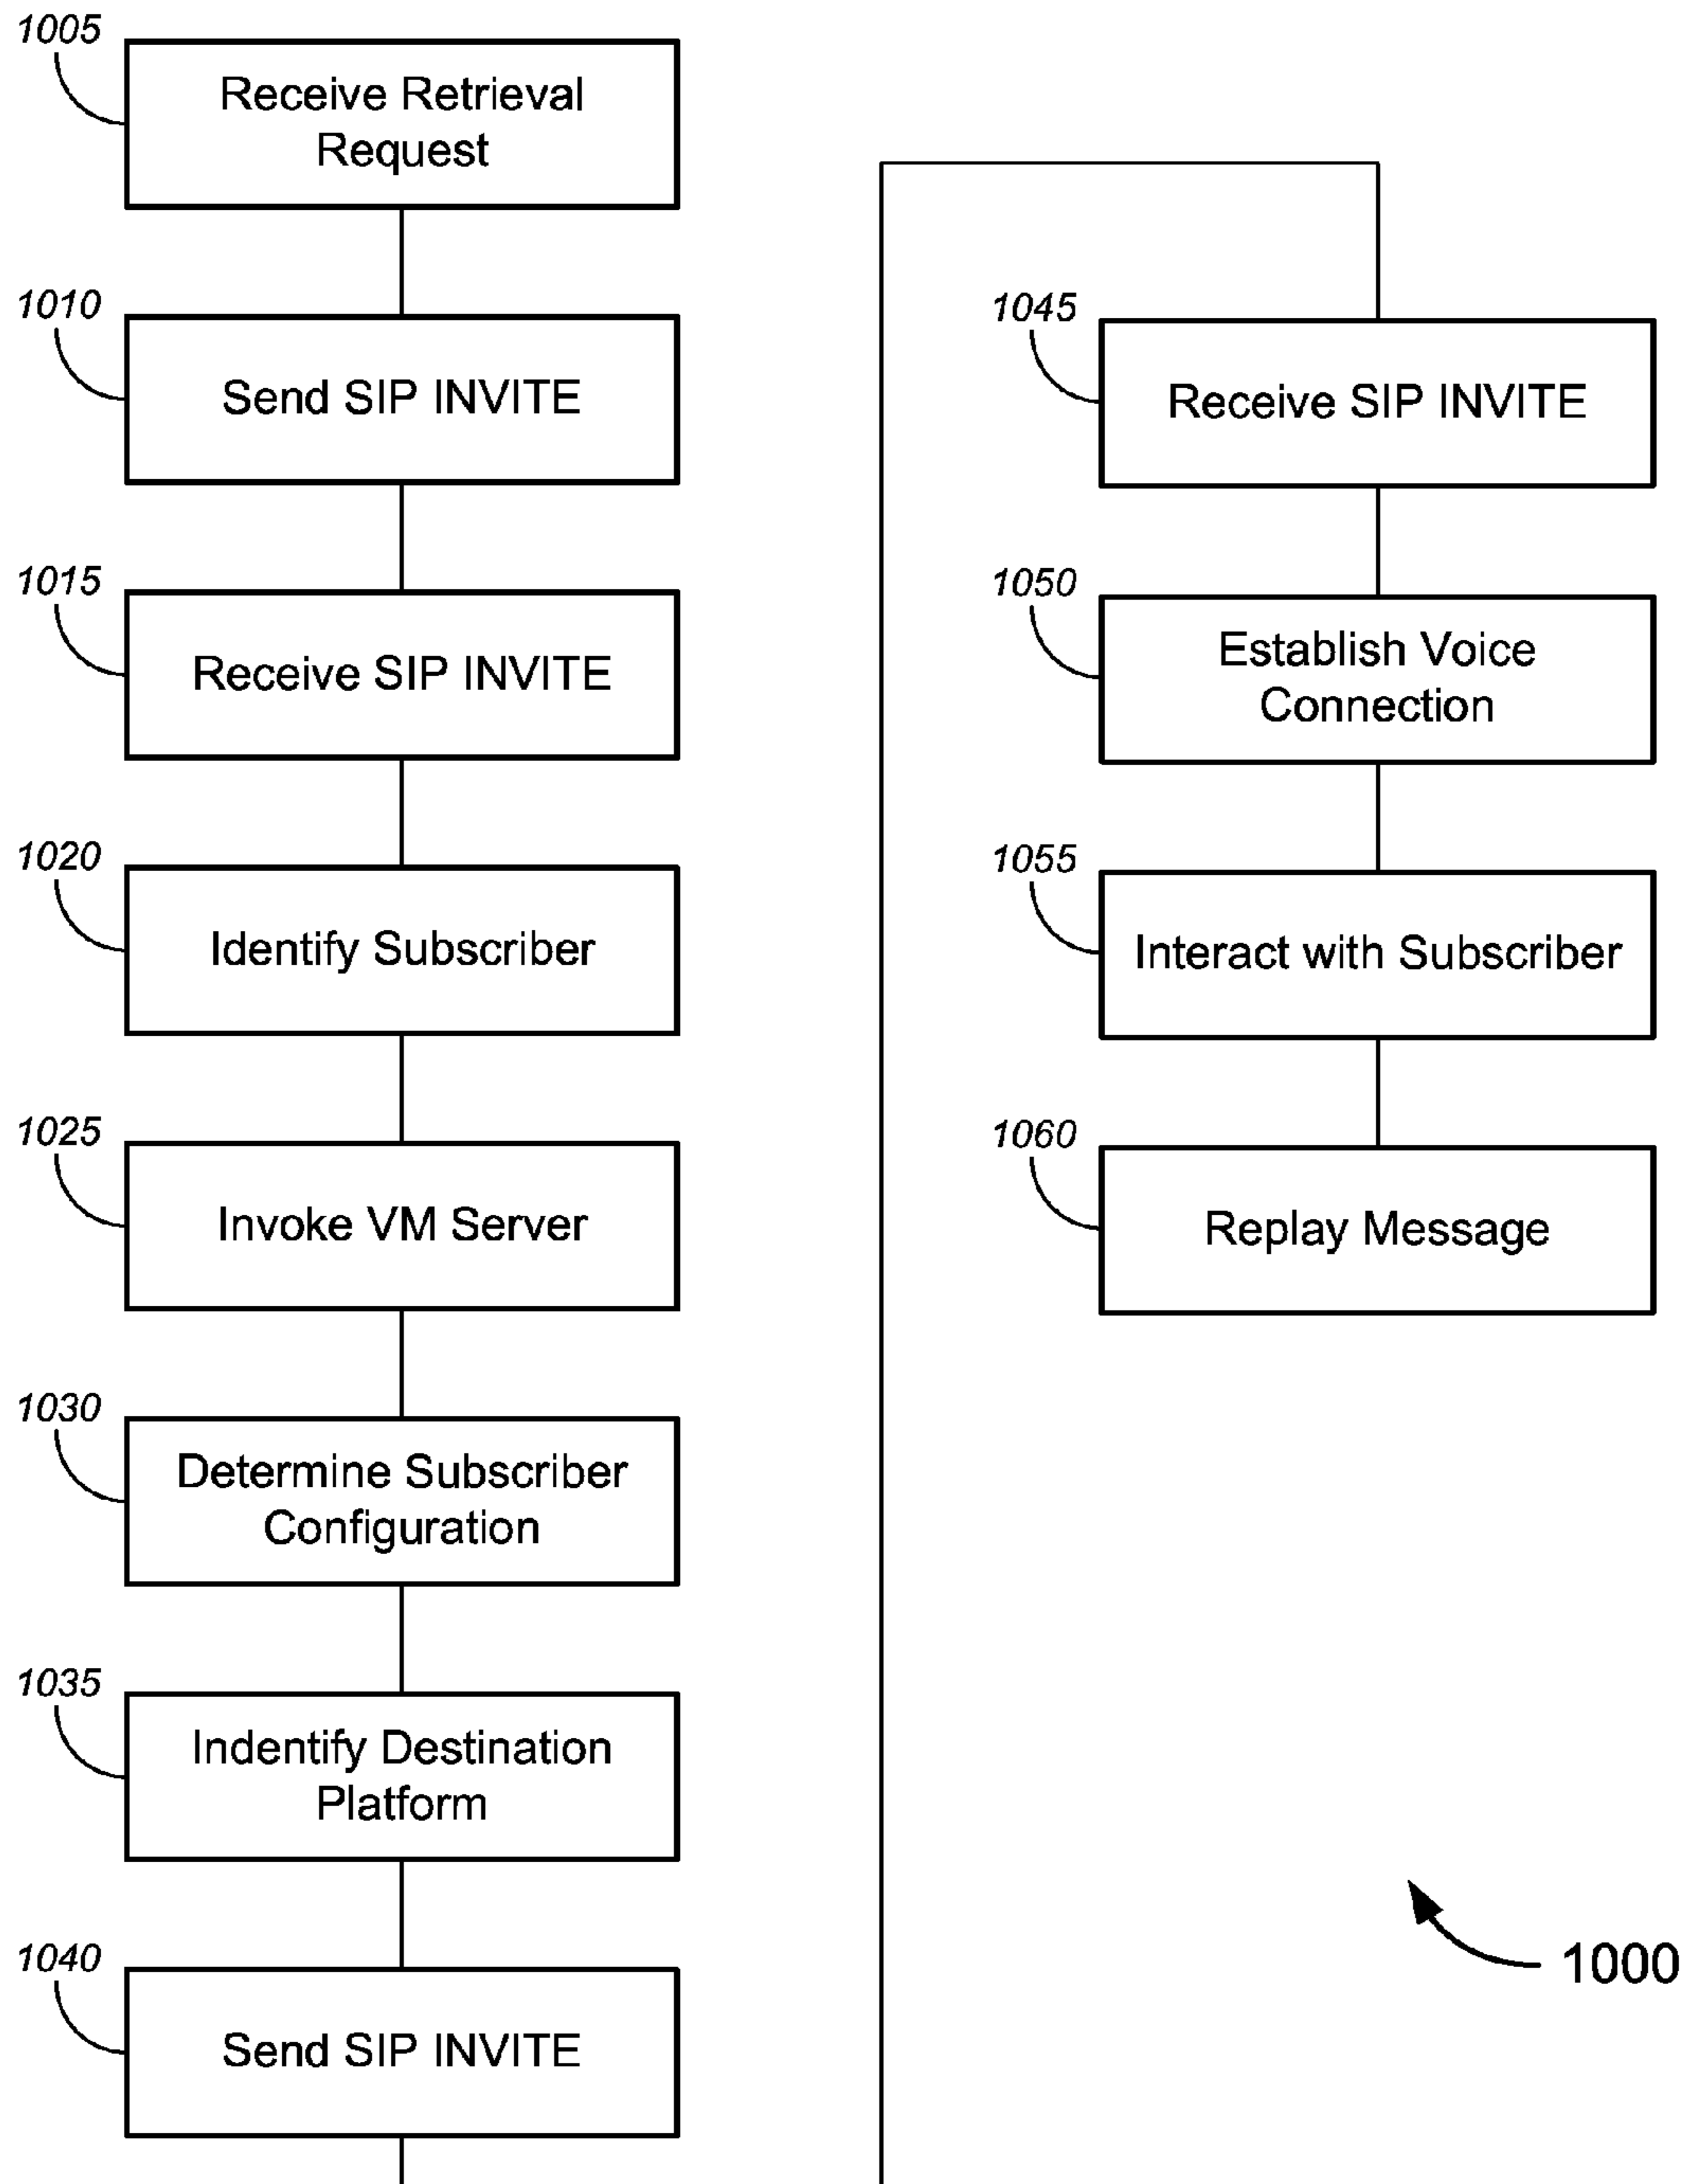 1005
Receive Retrieval
Request
1010
Send SIP INVITE
1015
Receive SIP INVITE
1020
Identify Subscriber
1025
Invoke VM Server
1030
Determine Subscriber
Configuration
1035
Indentify Destination
Platform
1040
Send SIP INVITE
1045
Receive SIP INVITE
1050
Establish Voice
Connection
1055
Interact with Subscriber
1060
Replay Message
1000